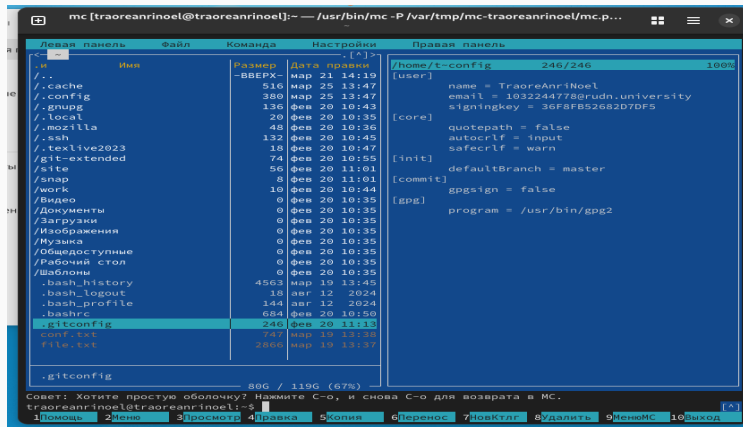 mc [traoreanrinoel@traoreanrinoel]:~ — /usr/bin/mc -P /var/tmp/mc-traoreanrinoel/mc.p...
Левая панель Файл Команда Настройки Правая панель
<- ~ .[^]>
.и Имя Размер Дата правки
/.. -ВВЕРХ- мар 21 14:19
/.cache 516 мар 25 13:47
/.config 380 мар 25 13:47
/.gnupg 136 фев 20 10:43
/.local 20 фев 20 10:35
/.mozilla 48 фев 20 10:36
/.ssh 132 фев 20 10:45
/.texlive2023 18 фев 20 10:47
/git-extended 74 фев 20 10:55
/site 56 фев 20 11:01
/snap 8 фев 20 11:01
/work 10 фев 20 10:44
/Видео 0 фев 20 10:35
/Документы 0 фев 20 10:35
/Загрузки 0 фев 20 10:35
/Изображения 0 фев 20 10:35
/Музыка 0 фев 20 10:35
/Общедоступные 0 фев 20 10:35
/Рабочий стол 0 фев 20 10:35
/Шаблоны 0 фев 20 10:35
.bash_history 4563 мар 19 13:45
.bash_logout 18 авг 12 2024
.bash_profile 144 авг 12 2024
.bashrc 684 фев 20 10:50
.gitconfig 246 фев 20 11:13
conf.txt 747 мар 19 13:38
file.txt 2866 мар 19 13:37
.gitconfig
80G / 119G (67%)
/home/t~config 246/246 100%
[user]
name = TraoreAnriNoel
email = 1032244778@rudn.university
signingkey = 36F8FB52682D7DF5
[core]
quotepath = false
autocrlf = input
safecrlf = warn
[init]
defaultBranch = master
[commit]
gpgsign = false
[gpg]
program = /usr/bin/gpg2
Совет: Хотите простую оболочку? Нажмите C-o, и снова C-o для возврата в MC.
traoreanrinoel@traoreanrinoel:~$ [^]
1Помощь 2Меню 3Просмотр 4Правка 5Копия 6Перенос 7НовКтлг 8Удалить 9МенюМС 10Выход